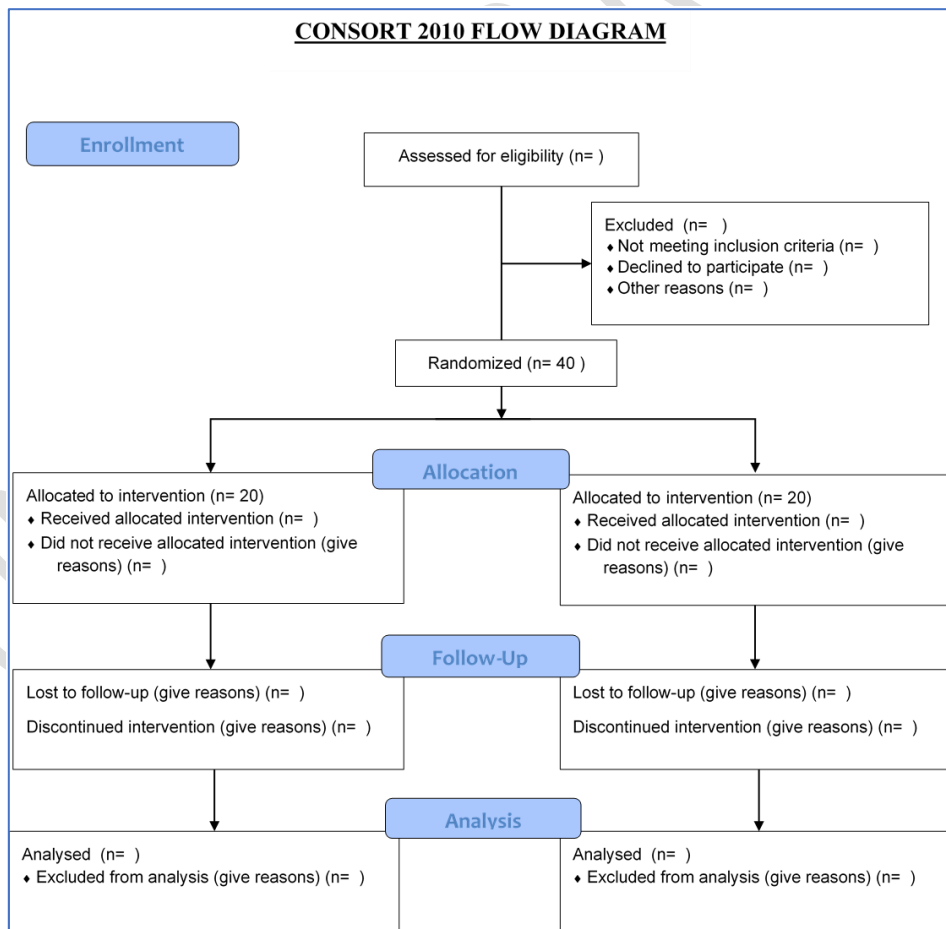 CONSORT 2010 FLOW DIAGRAM
Enrollment
Assessed for eligibility (n= )
Excluded (n= )
♦ Not meeting inclusion criteria (n= )
♦ Declined to participate (n= )
♦ Other reasons (n= )
Randomized (n= 40 )
Allocation
Allocated to intervention (n= 20)
♦ Received allocated intervention (n= )
♦ Did not receive allocated intervention (give
reasons) (n= )
Allocated to intervention (n= 20)
♦ Received allocated intervention (n= )
♦ Did not receive allocated intervention (give
reasons) (n= )
Follow-Up
Lost to follow-up (give reasons) (n= )
Discontinued intervention (give reasons) (n= )
Lost to follow-up (give reasons) (n= )
Discontinued intervention (give reasons) (n= )
Analysis
Analysed (n= )
♦ Excluded from analysis (give reasons) (n= )
Analysed (n= )
♦ Excluded from analysis (give reasons) (n= )